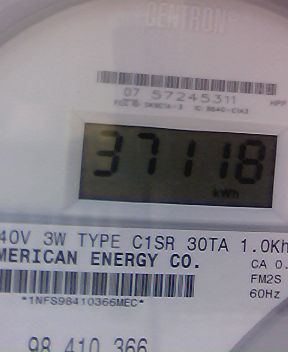 CENTRON®
07 57245311
37118
kWh
40V 3W TYPE C1SR 30TA 1.0Kh
MERICAN ENERGY CO.
CA 0.
*1NFS98410366MEC*
FM2S
60Hz
98 410 366